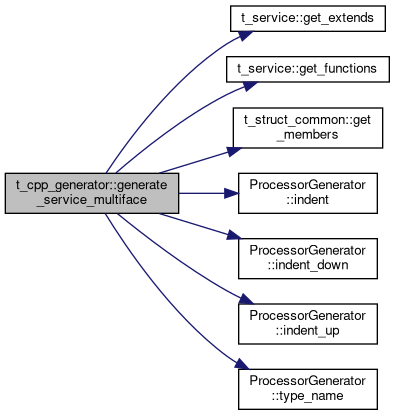 t_service::get_extends
t_service::get_functions
t_struct_common::get
_members
t_cpp_generator::generate
_service_multiface
ProcessorGenerator
::indent
ProcessorGenerator
::indent_down
ProcessorGenerator
::indent_up
ProcessorGenerator
::type_name